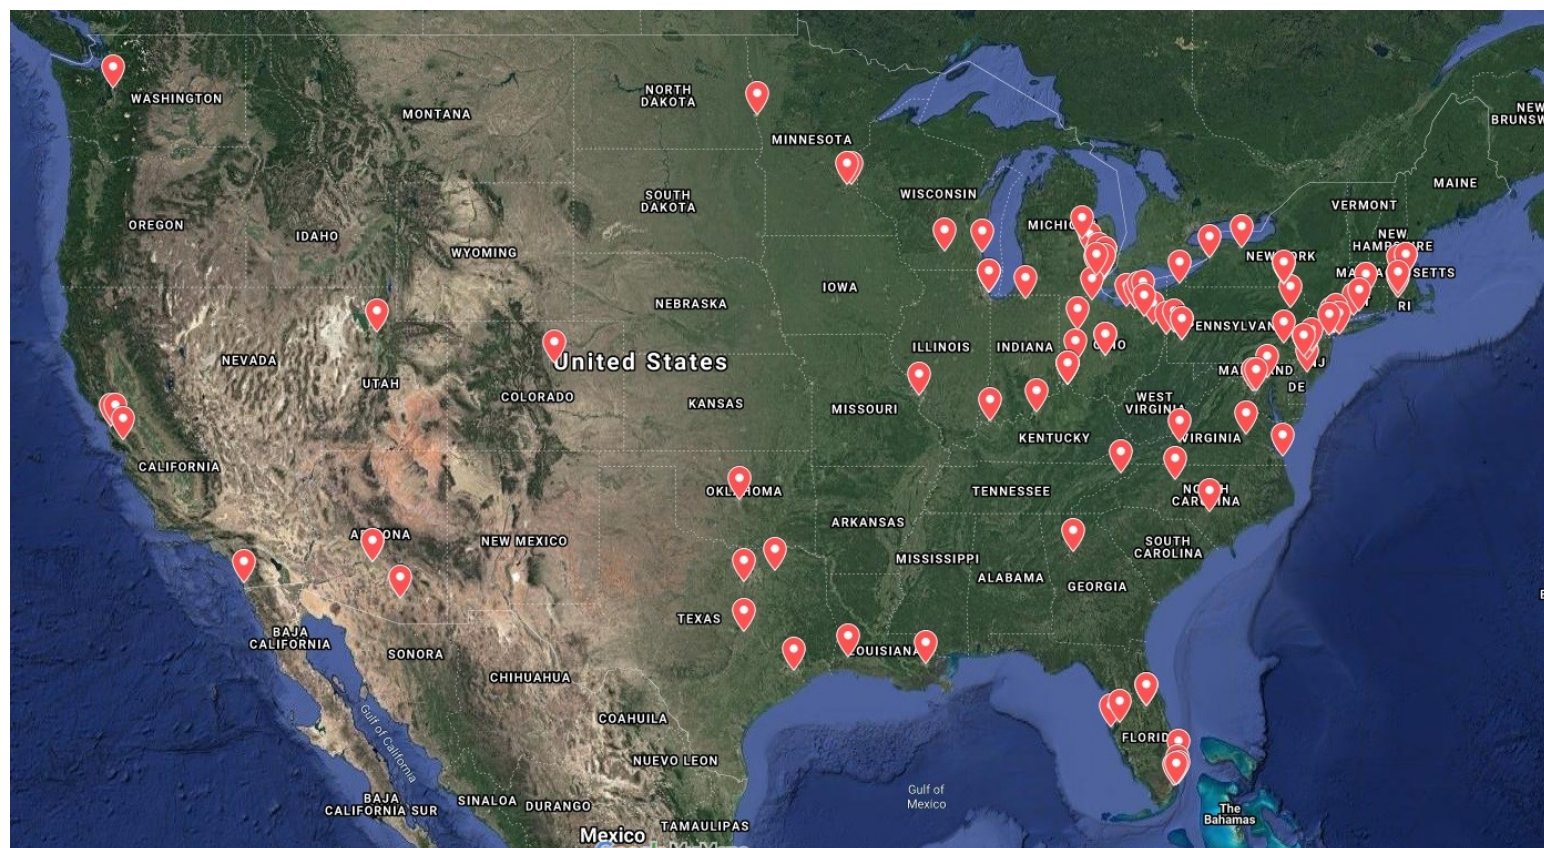 WASHINGTON
MONTANA
NORTH
DAKOTA
MINNESOTA
NEW
SOUTH
DAKOTA
WISCONSIN
MAINE
VERMONT
OREGON
IDAHO
WYOMING
NEW
IOWA
NEBRASKA
RI
NEVADA
United States
ILLINOIS
INDIANA
UTAH
COLORADO
KANSAS
MISSOURI
DE
WEST
KENTUCKY
VIRGINIA
CALIFORNIA
TENNESSEE
ARKANSAS
NEW MEXICO
MISSISSIPPI
SOUTH
CAROLINA
ALABAMA
GEORGIA
TEXAS
BAJA
CALIFORNIA
SONORA
CHIHUAHUA
COAHUILA
Gulf of California
NUEVO LEON
Gulf of
Mexico
BAJA
CALIFORNIA SUR
SINALOA
DURANGO
The
Bahamas
Mexico
TAMAULIPAS